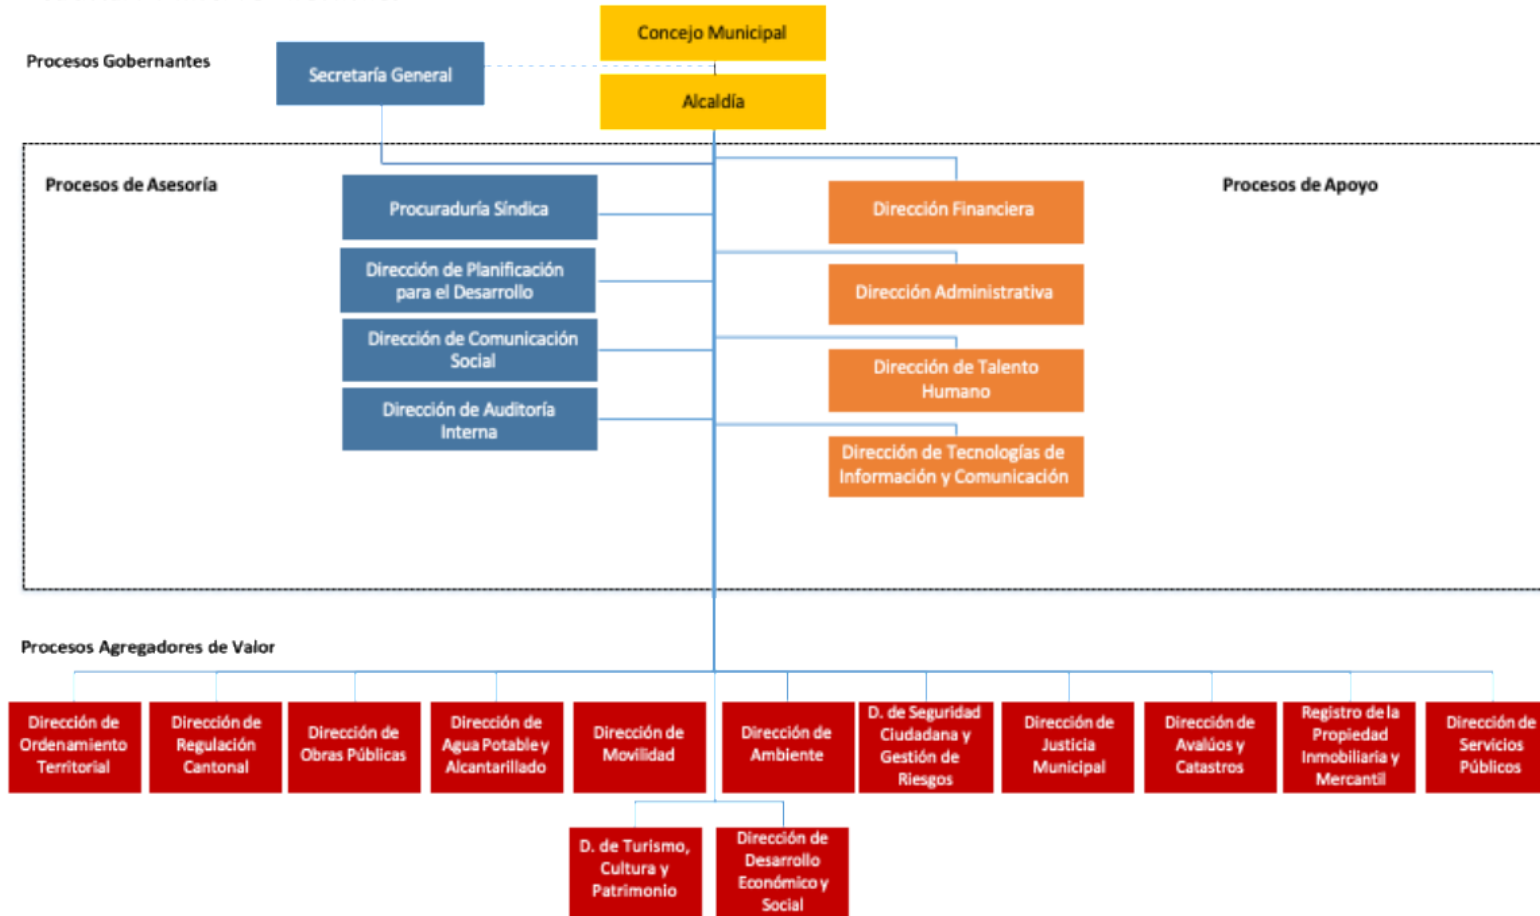 Concejo Municipal
Procesos Gobernantes
Secretaría General
Alcaldía
Procesos de Asesoría
Procesos de Apoyo
Procuraduría Síndica
Dirección de Planificación
para el Desarrollo
Dirección de Comunicación
Social
Dirección de Auditoría
Interna
Dirección Financiera
Dirección Administrativa
Dirección de Talento
Humano
Dirección de Tecnologías de
Información y Comunicación
Procesos Agregadores de Valor
Dirección de
Ordenamiento
Territorial
Dirección de
Regulación
Cantonal
Dirección de
Obras Públicas
Dirección de
Agua Potable y
Alcantarillado
Dirección de
Movilidad
Dirección de
Ambiente
D. de Seguridad
Ciudadana y
Gestión de
Riesgos
Dirección de
Justicia
Municipal
Dirección de
Avalúos y
Catastros
Registro de la
Propiedad
Inmobiliaria y
Mercantil
Dirección de
Servicios
Públicos
D. de Turismo,
Cultura y
Patrimonio
Dirección de
Desarrollo
Económico y
Social